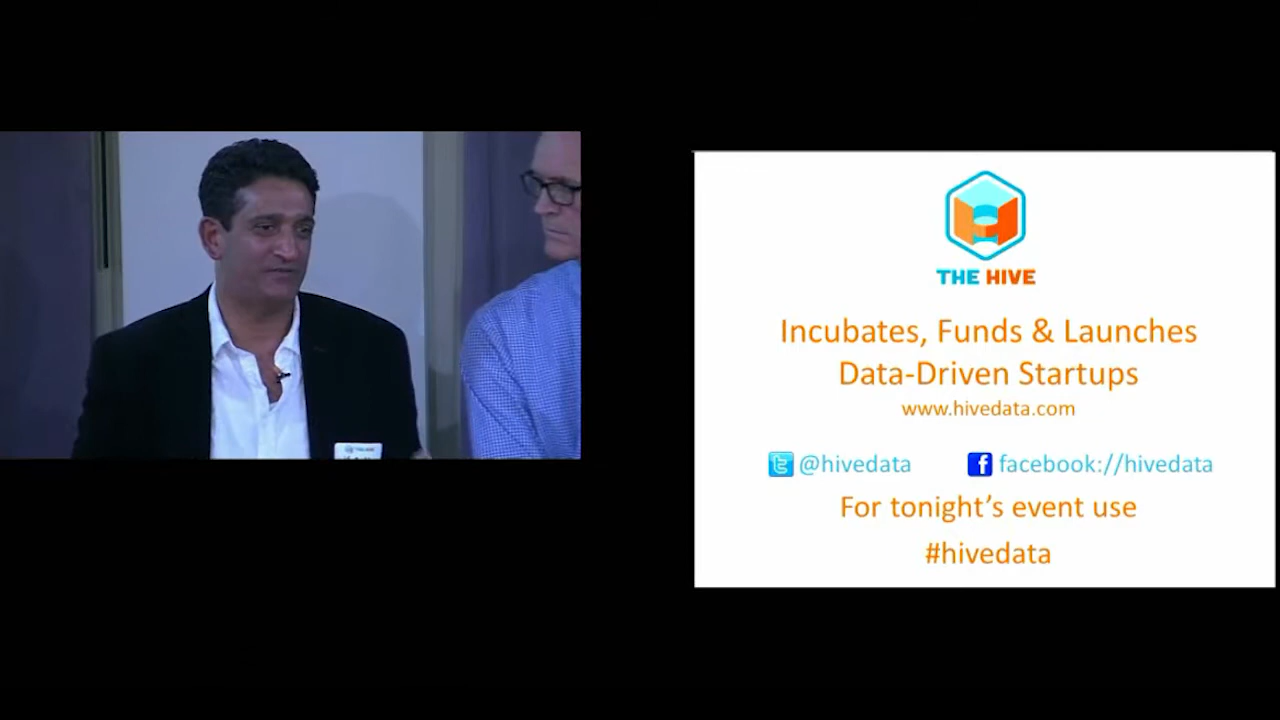 THE HIVE
Incubates, Funds & Launches
Data-Driven Startups
www.hivedata.com
@hivedata
facebook://hivedata
For tonight's event use
#hivedata